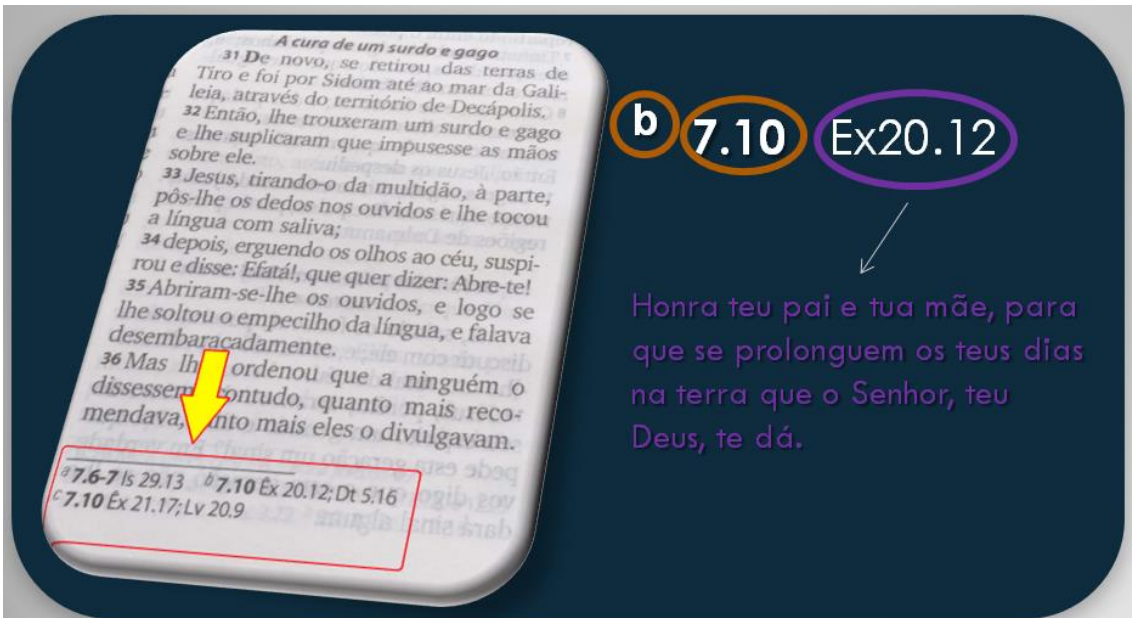 A cura de um surdo e gago
31 De novo, se retirou das terras de
Tiro e foi por Sidom até ao mar da Gali-
leia, através do território de Decápolis.
32 Então, lhe trouxeram um surdo e gago
e lhe suplicaram que impusesse as mãos
sobre ele.
33 Jesus, tirando-o da multidão, à parte,
pôs-lhe os dedos nos ouvidos e lhe tocou
a língua com saliva;
34 depois, erguendo os olhos ao céu, suspi-
rou e disse: Efatá!, que quer dizer: Abre-te!
35 Abriram-se-lhe os ouvidos, e logo se
lhe soltou o empecilho da língua, e falava
desembaraçadamente.
36 Mas ordenou que a ninguém o
dissessem; contudo, quanto mais reco-
mendava, tanto mais eles o divulgavam.
a 7.6-7 Is 29.13 b 7.10 Êx 20.12; Dt 5.16
c 7.10 Êx 21.17; Lv 20.9
b 7.10 Ex20.12
Honra teu pai e tua mãe, para
que se prolonguem os teus dias
na terra que o Senhor, teu
Deus, te dá.